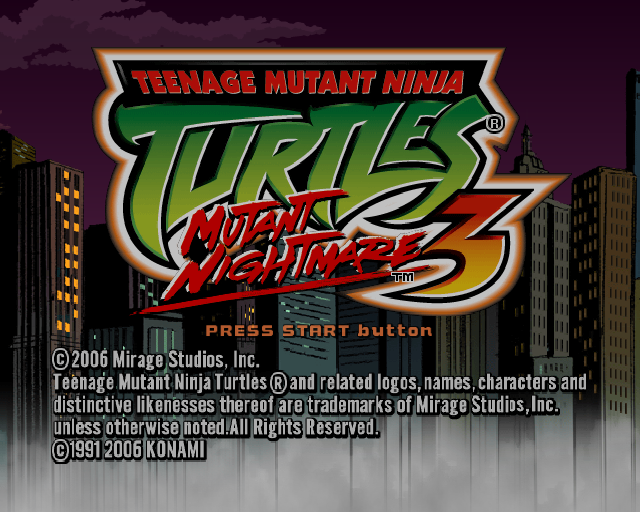 TEENAGE MUTANT NINJA
TURTLES ®
3
MUTANT
NIGHTMARE ™
PRESS START button
©2006 Mirage Studios, Inc.
Teenage Mutant Ninja Turtles ® and related logos, names, characters and
distinctive likenesses thereof are trademarks of Mirage Studios, Inc.
unless otherwise noted.All Rights Reserved.
©1991 2006 KONAMI